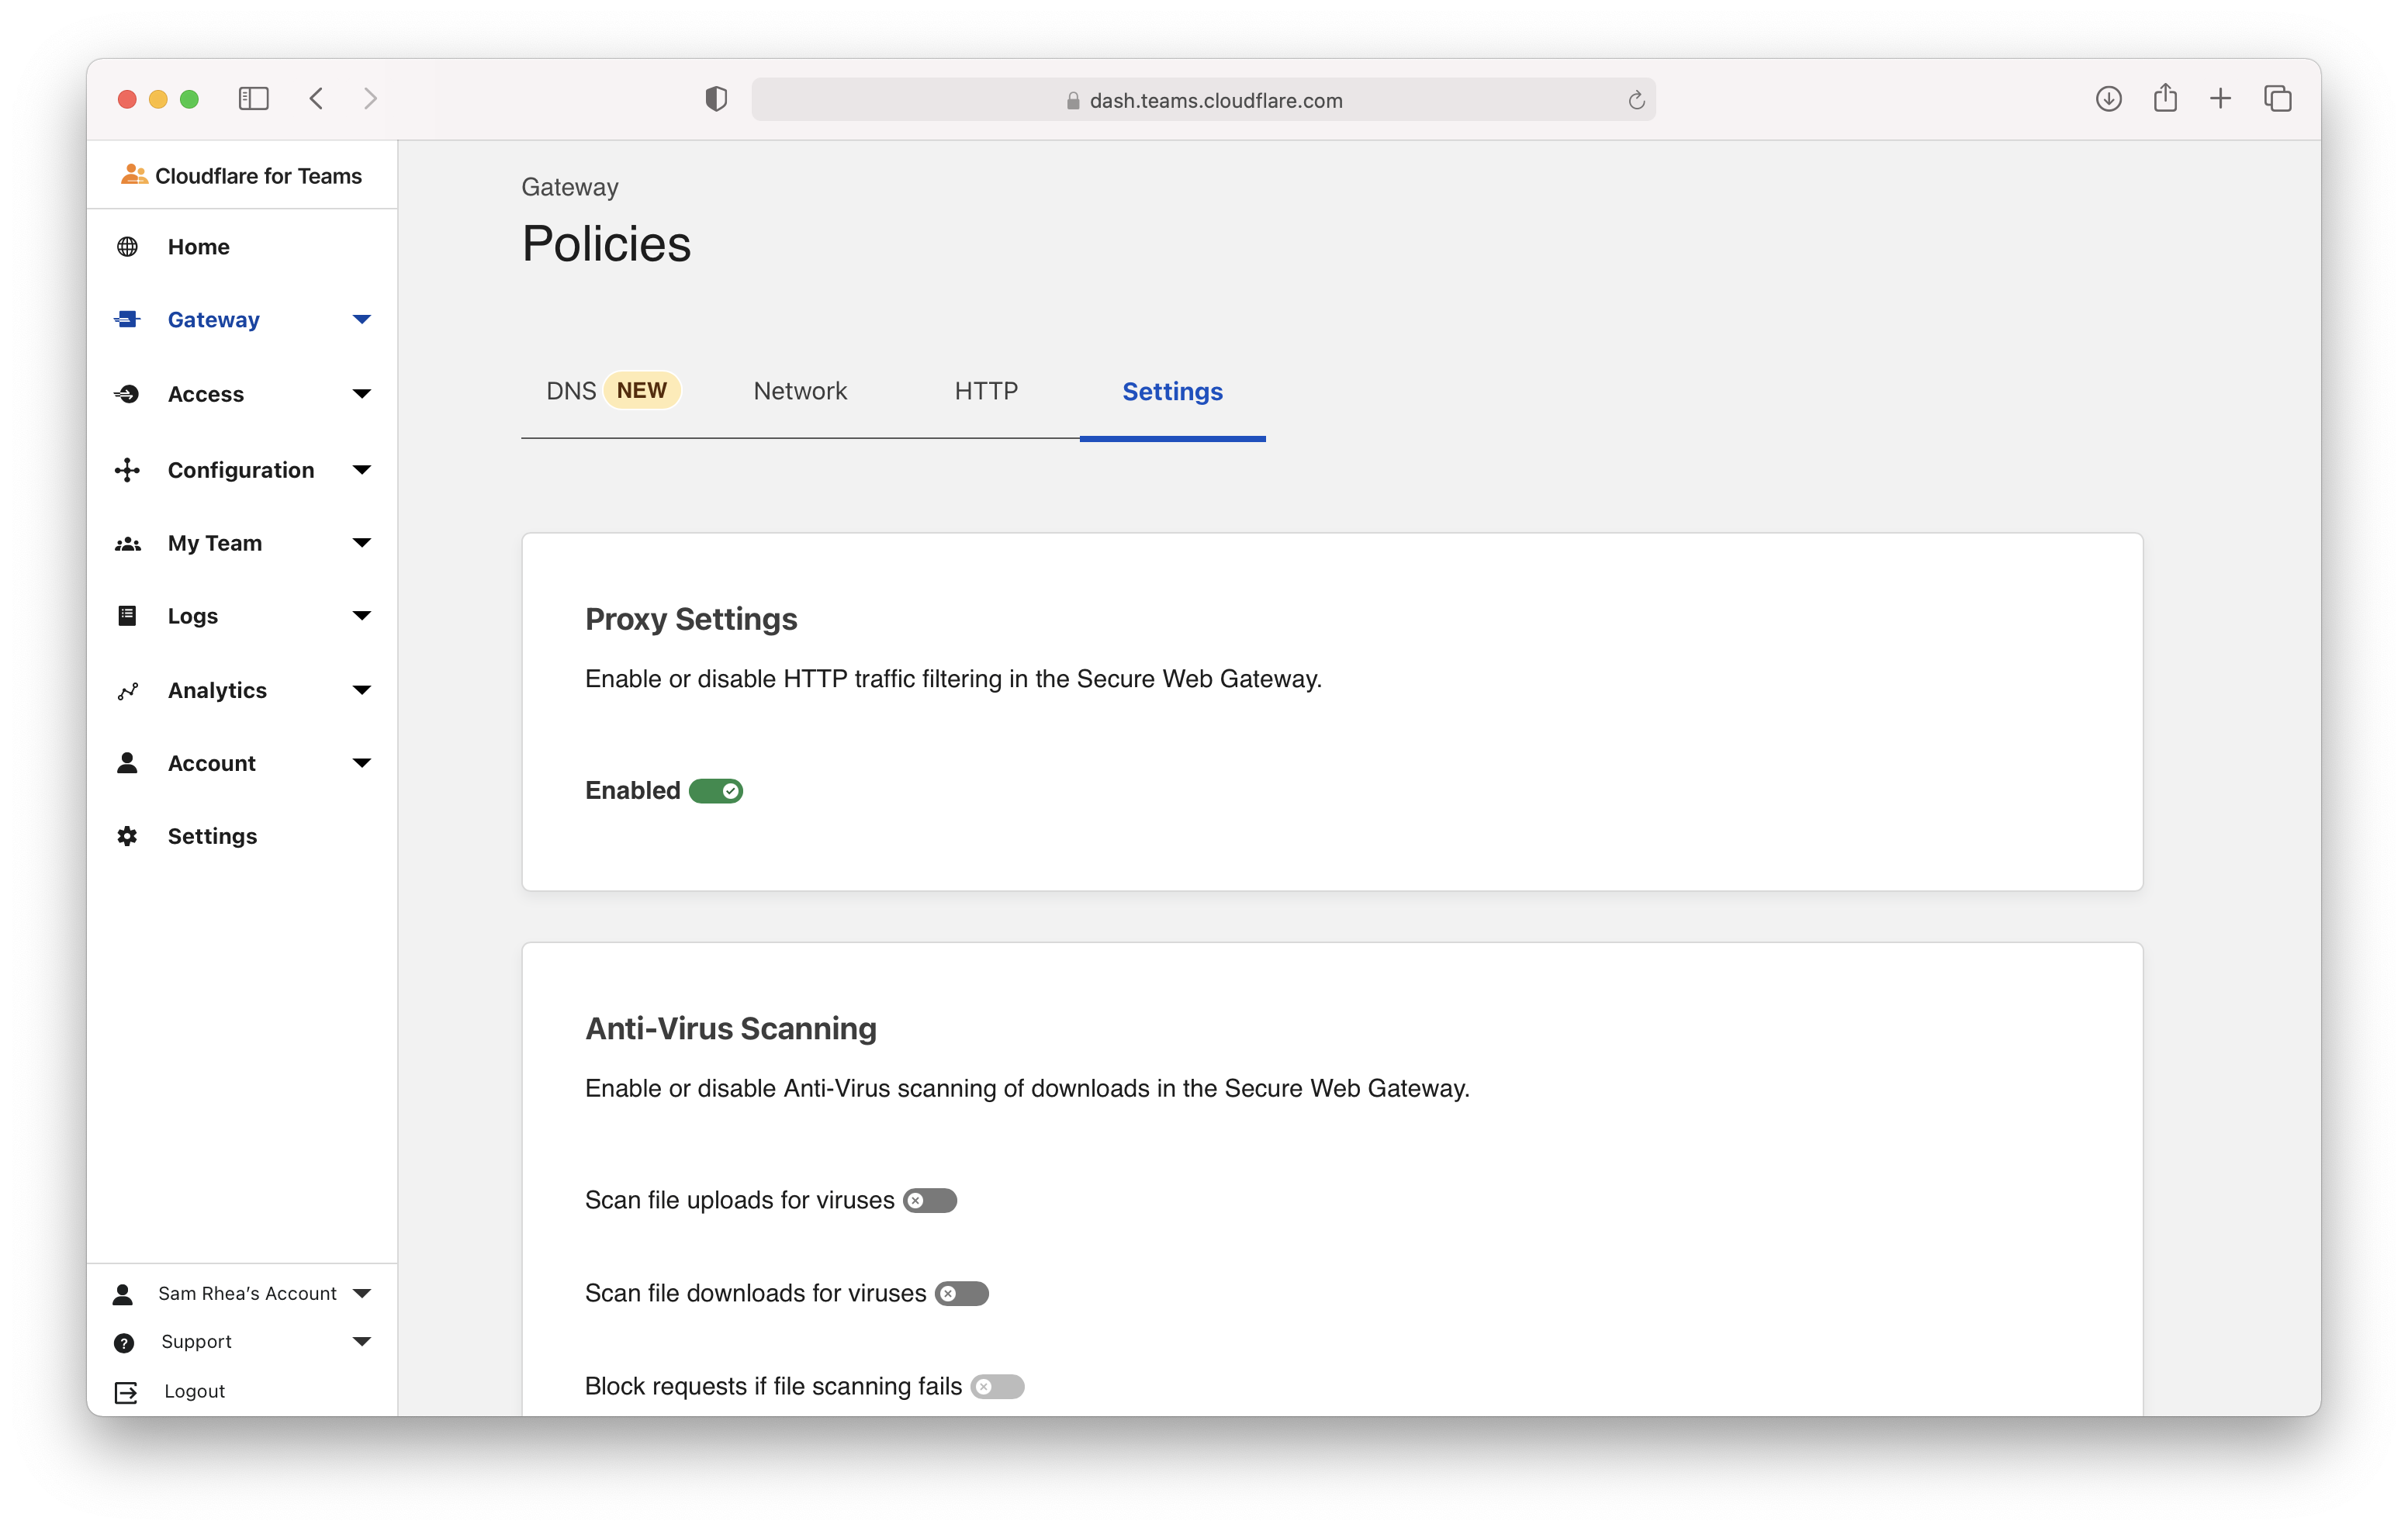 dash.teams.cloudflare.com
Cloudflare for Teams
Home
Gateway
Access
Configuration
My Team
Logs
Analytics
Account
Settings
Sam Rhea’s Account
Support
Logout
Gateway
Policies
DNS NEW Network HTTP Settings
Proxy Settings
Enable or disable HTTP traffic filtering in the Secure Web Gateway.
Enabled
Anti-Virus Scanning
Enable or disable Anti-Virus scanning of downloads in the Secure Web Gateway.
Scan file uploads for viruses
Scan file downloads for viruses
Block requests if file scanning fails